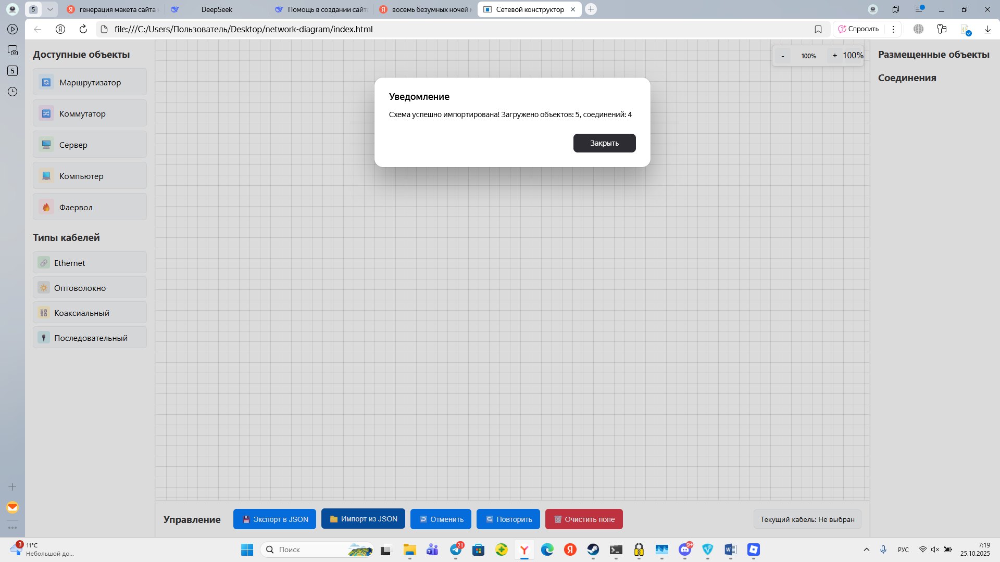 5
генерация макета сайта
DeepSeek
Помощь в создании сайт
восемь безумных ночей
Сетевой конструктор
file:///C:/Users/Пользователь/Desktop/network-diagram/index.html
Спросить
5
Доступные объекты
Маршрутизатор
Коммутатор
Сервер
Компьютер
Фаервол
Типы кабелей
Ethernet
Оптоволокно
Коаксиальный
Последовательный
-
100%
+
100%
Уведомление
Схема успешно импортирована! Загружено объектов: 5, соединений: 4
Закрыть
Размещенные объекты
Соединения
Управление
Экспорт в JSON
Импорт из JSON
Отменить
Повторить
Очистить поле
Текущий кабель: Не выбран
3
11°C
Небольшой до...
Поиск
21
9+
РУС
7:19
25.10.2025